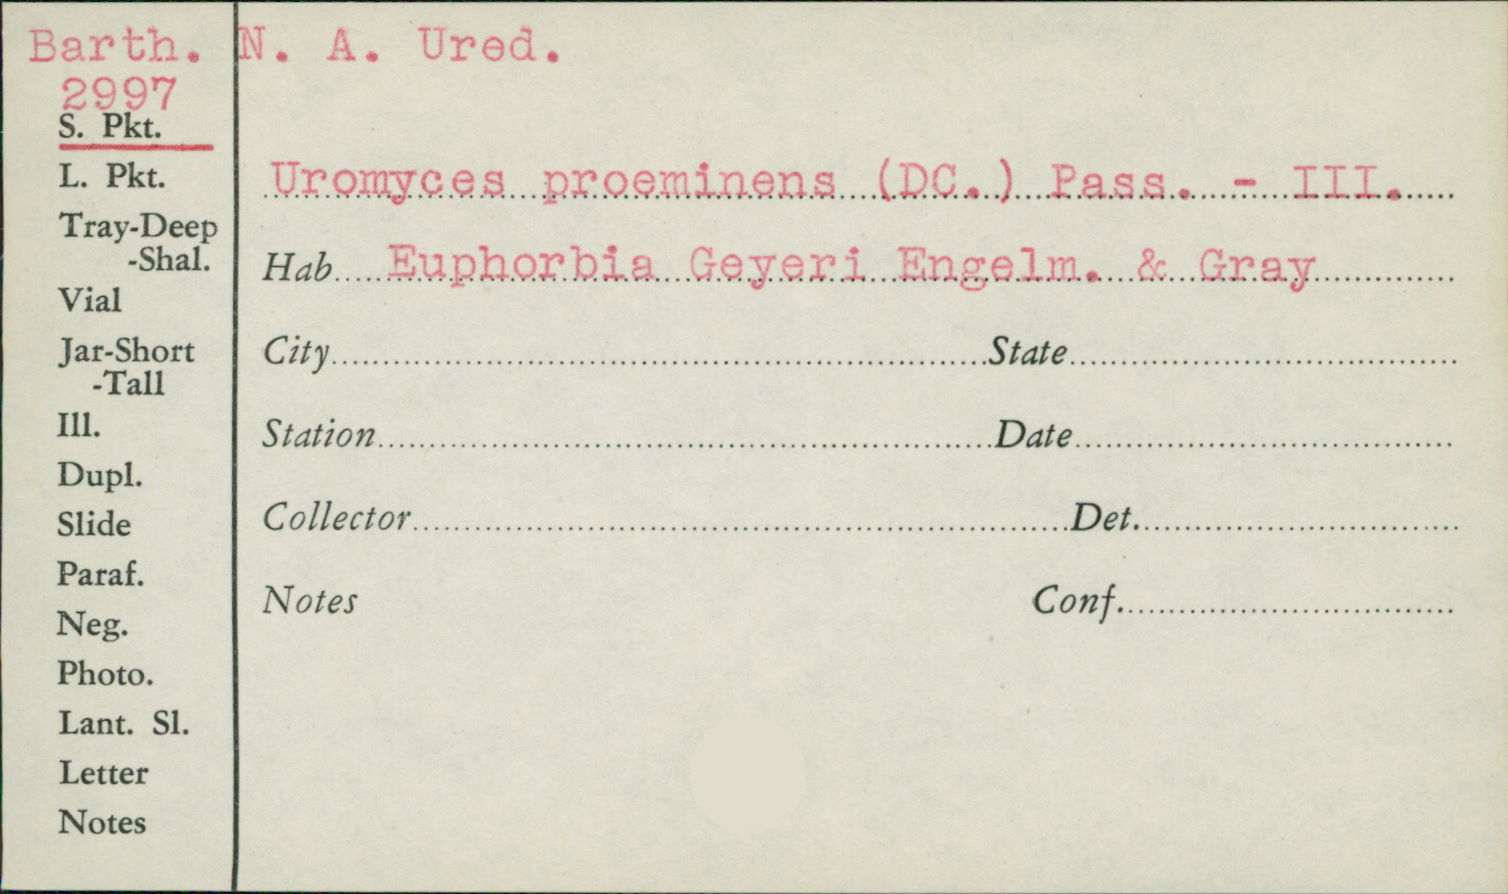 Barth. N. A. Ured.
2997
S. Pkt.
L. Pkt.
Tray-Deep
-Shal.
Vial
Jar-Short
-Tall
Ill.
Dupl.
Slide
Paraf.
Neg.
Photo.
Lant. Sl.
Letter
Notes
Uromyces proeminens (DC.) Pass. - III.
Hab. Euphorbia Geyeri Engelm. & Gray
City State
Station Date
Collector Det.
Notes Conf.